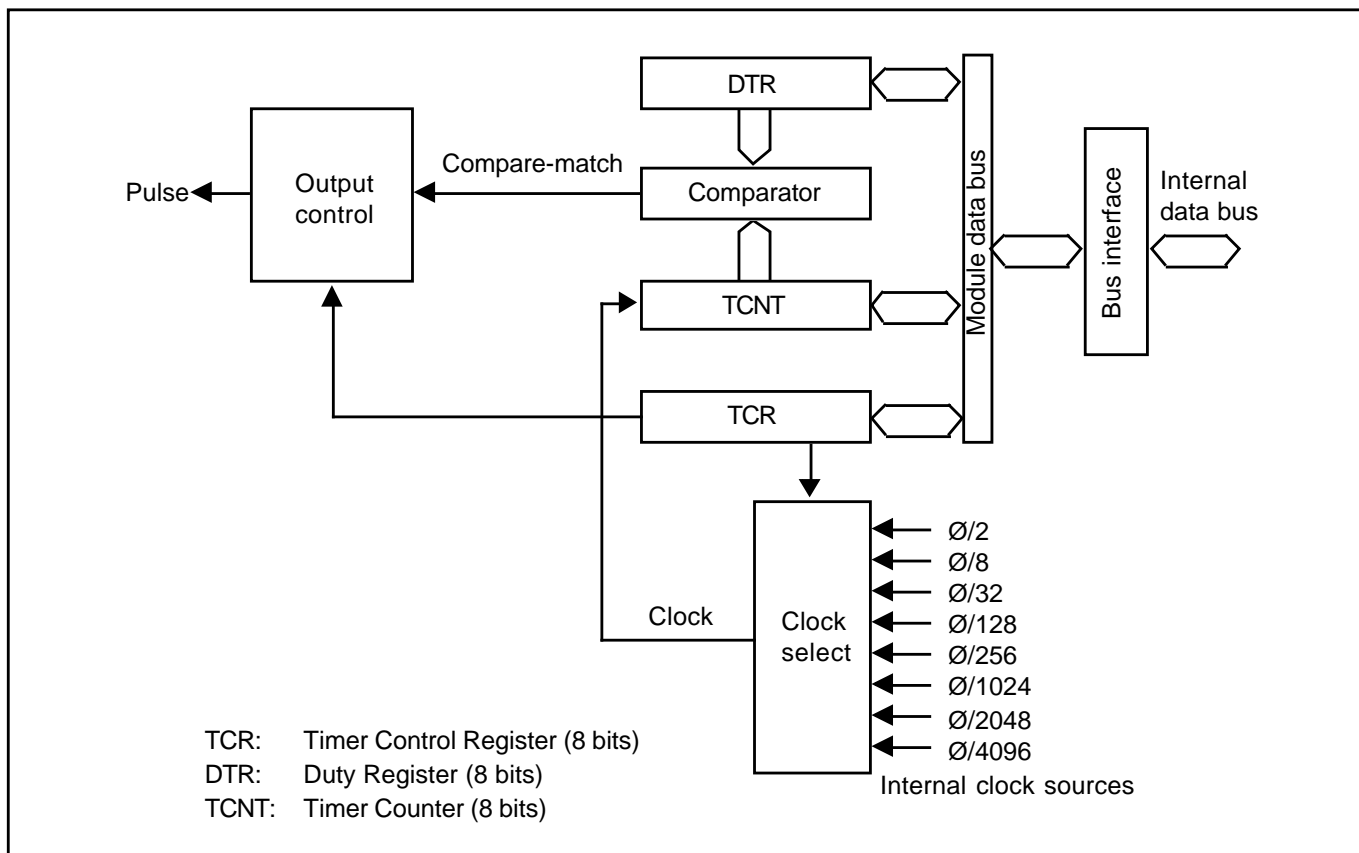 DTR
Compare-match
Pulse
Output
control
Comparator
Module data bus
Bus interface
Internal
data bus
TCNT
TCR
Clock
Clock
select
Ø/2
Ø/8
Ø/32
Ø/128
Ø/256
Ø/1024
Ø/2048
Ø/4096
Internal clock sources
TCR: Timer Control Register (8 bits)
DTR: Duty Register (8 bits)
TCNT: Timer Counter (8 bits)